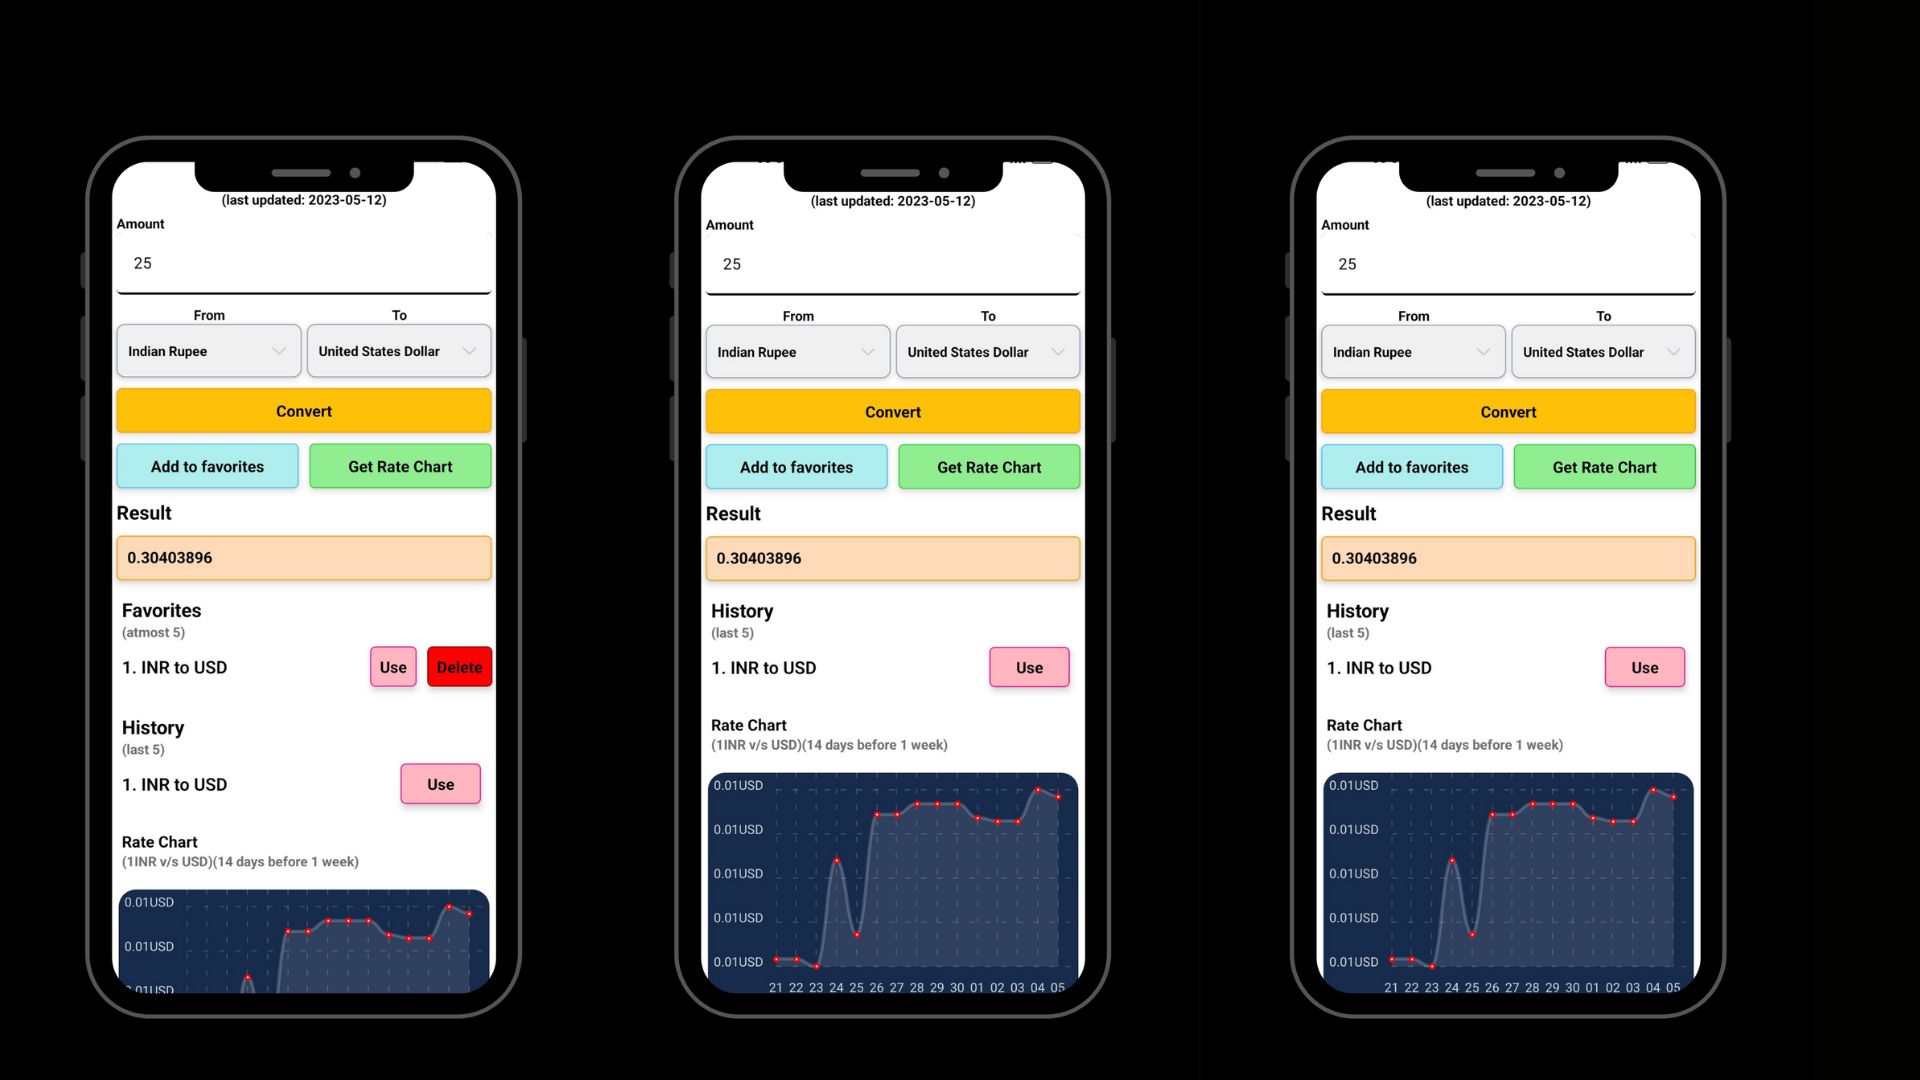 (last updated: 2023-05-12)
Amount
25
From To
Indian Rupee United States Dollar
Convert
Add to favorites Get Rate Chart
Result
0.30403896
Favorites
(atmost 5)
1. INR to USD Use Delete
History
(last 5)
1. INR to USD Use
Rate Chart
(1INR v/s USD)(14 days before 1 week)
0.01USD
0.01USD
0.01USD
(last updated: 2023-05-12)
Amount
25
From To
Indian Rupee United States Dollar
Convert
Add to favorites Get Rate Chart
Result
0.30403896
History
(last 5)
1. INR to USD Use
Rate Chart
(1INR v/s USD)(14 days before 1 week)
0.01USD
0.01USD
0.01USD
0.01USD
0.01USD
21 22 23 24 25 26 27 28 29 30 01 02 03 04 05
(last updated: 2023-05-12)
Amount
25
From To
Indian Rupee United States Dollar
Convert
Add to favorites Get Rate Chart
Result
0.30403896
History
(last 5)
1. INR to USD Use
Rate Chart
(1INR v/s USD)(14 days before 1 week)
0.01USD
0.01USD
0.01USD
0.01USD
0.01USD
21 22 23 24 25 26 27 28 29 30 01 02 03 04 05